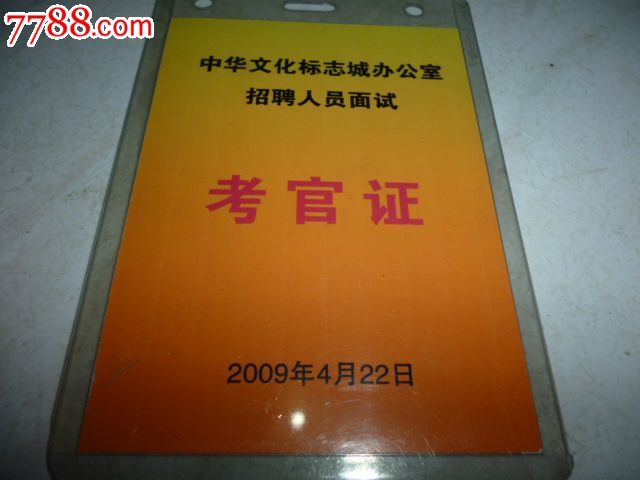 7788.com
中华文化标志城办公室
招聘人员面试
考官证
2009年4月22日